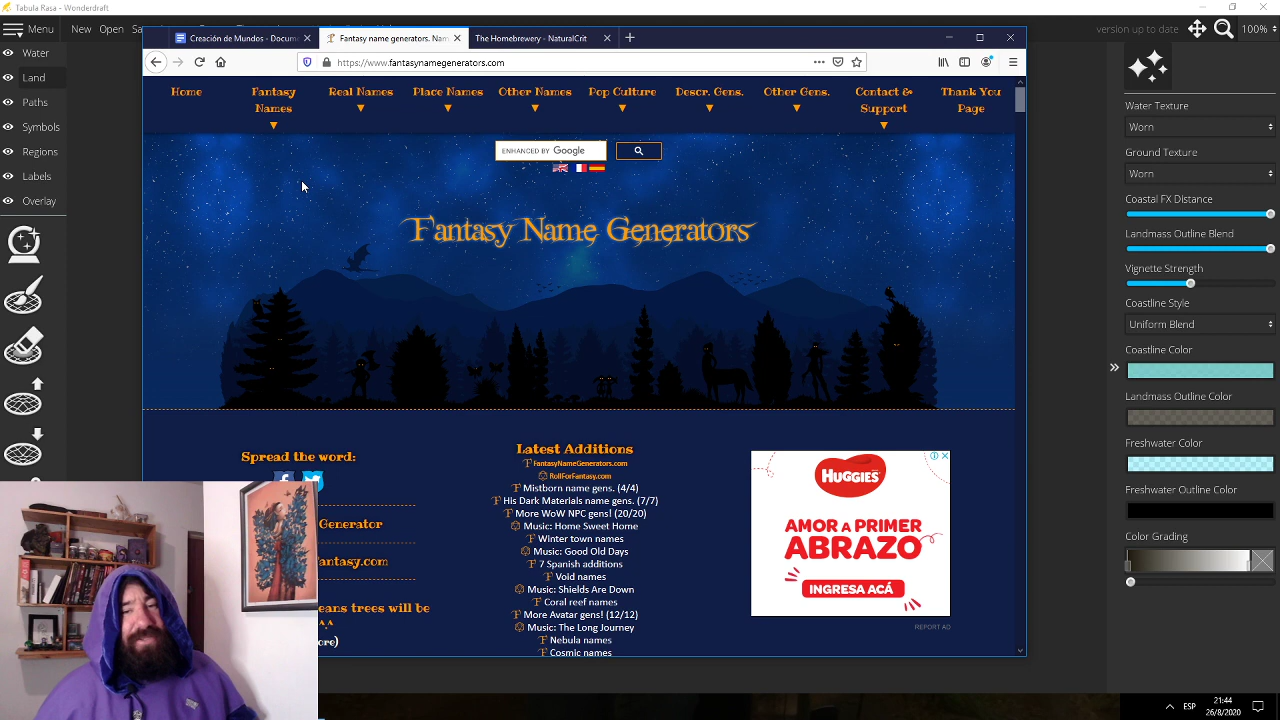 Tabula Rasa - Wonderdraft
Menu
New Open
version up to date
100%
Water
Land
Paths
Symbols
Regions
Labels
Overlay
Creación de Mundos - Docum
Fantasy name generators. Nam
The Homebrewery - NaturalCrit
https://www.fantasynamegenerators.com
Home
Fantasy Names
Real Names
Place Names
Other Names
Pop Culture
Descr. Gens.
Other Gens.
Contact & Support
Thank You Page
ENHANCED BY Google
Fantasy Name Generators
Spread the word:
Generator
antasy.com
eans trees will be
^^
ore)
Latest Additions
FantasyNameGenerators.com
RollForFantasy.com
Mistborn name gens. (4/4)
His Dark Materials name gens. (7/7)
More WoW NPC gens! (20/20)
Music: Home Sweet Home
Winter town names
Music: Good Old Days
7 Spanish additions
Void names
Music: Shields Are Down
Coral reef names
More Avatar gens! (12/12)
Music: The Long Journey
Nebula names
Cosmic names
HUGGIES
AMOR A PRIMER
ABRAZO
INGRESA ACÁ
REPORT AD
Water Texture
Worn
Ground Texture
Worn
Coastal FX Distance
Landmass Outline Blend
Vignette Strength
Coastline Style
Uniform Blend
Coastline Color
Landmass Outline Color
Freshwater Color
Freshwater Outline Color
Color Grading
ESP
21:44
26/8/2020